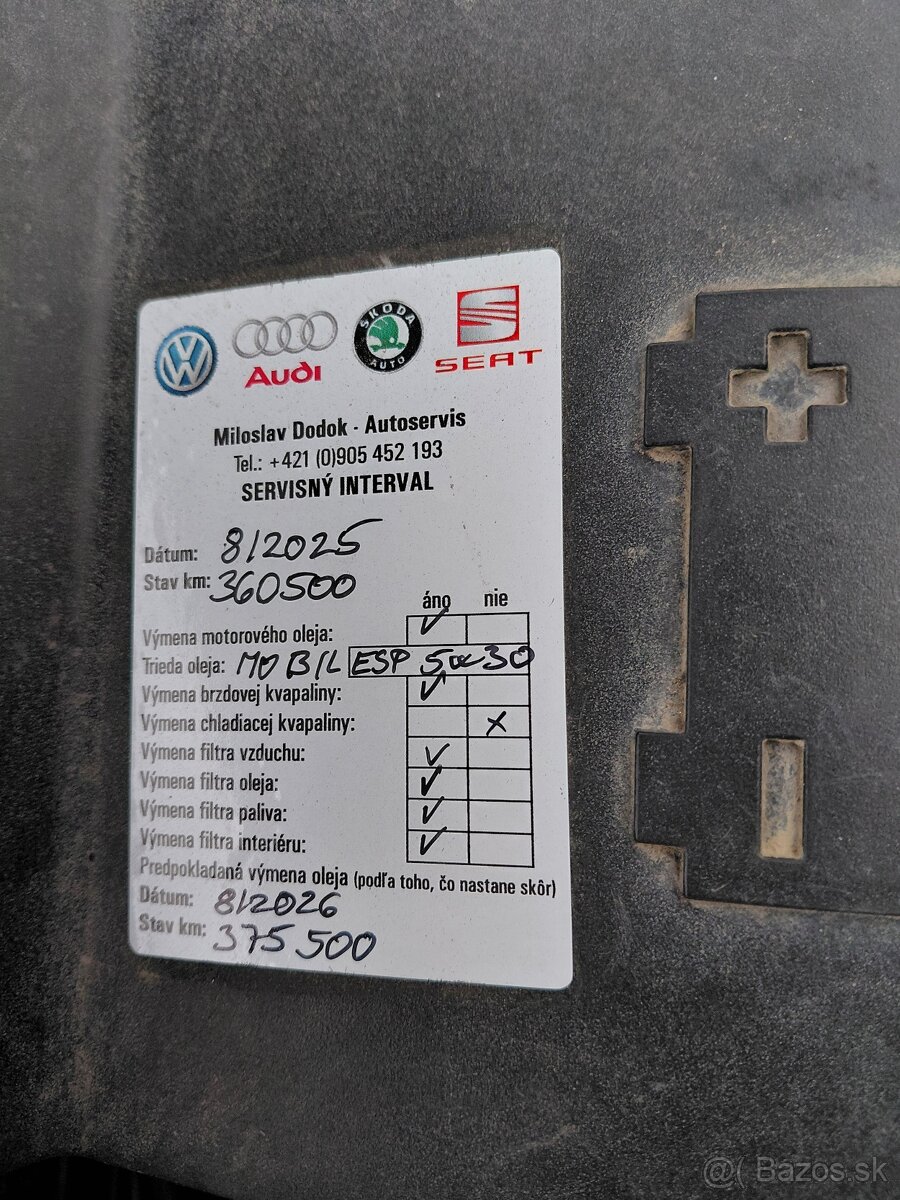 ŠKODA
AUTO
Audi
SEAT
Miloslav Dodok - Autoservis
Tel.: +421 (0)905 452 193
SERVISNÝ INTERVAL
Dátum: 8/2025
Stav km: 360500
áno nie
Výmena motorového oleja:
Trieda oleja: MOBIL ESP 5W30
Výmena brzdovej kvapaliny:
Výmena chladiacej kvapaliny:
Výmena filtra vzduchu:
Výmena filtra oleja:
Výmena filtra paliva:
Výmena filtra interiéru:
Predpokladaná výmena oleja (podľa toho, čo nastane skôr)
Dátum: 8/2026
Stav km: 375 500
@( Bazos.sk